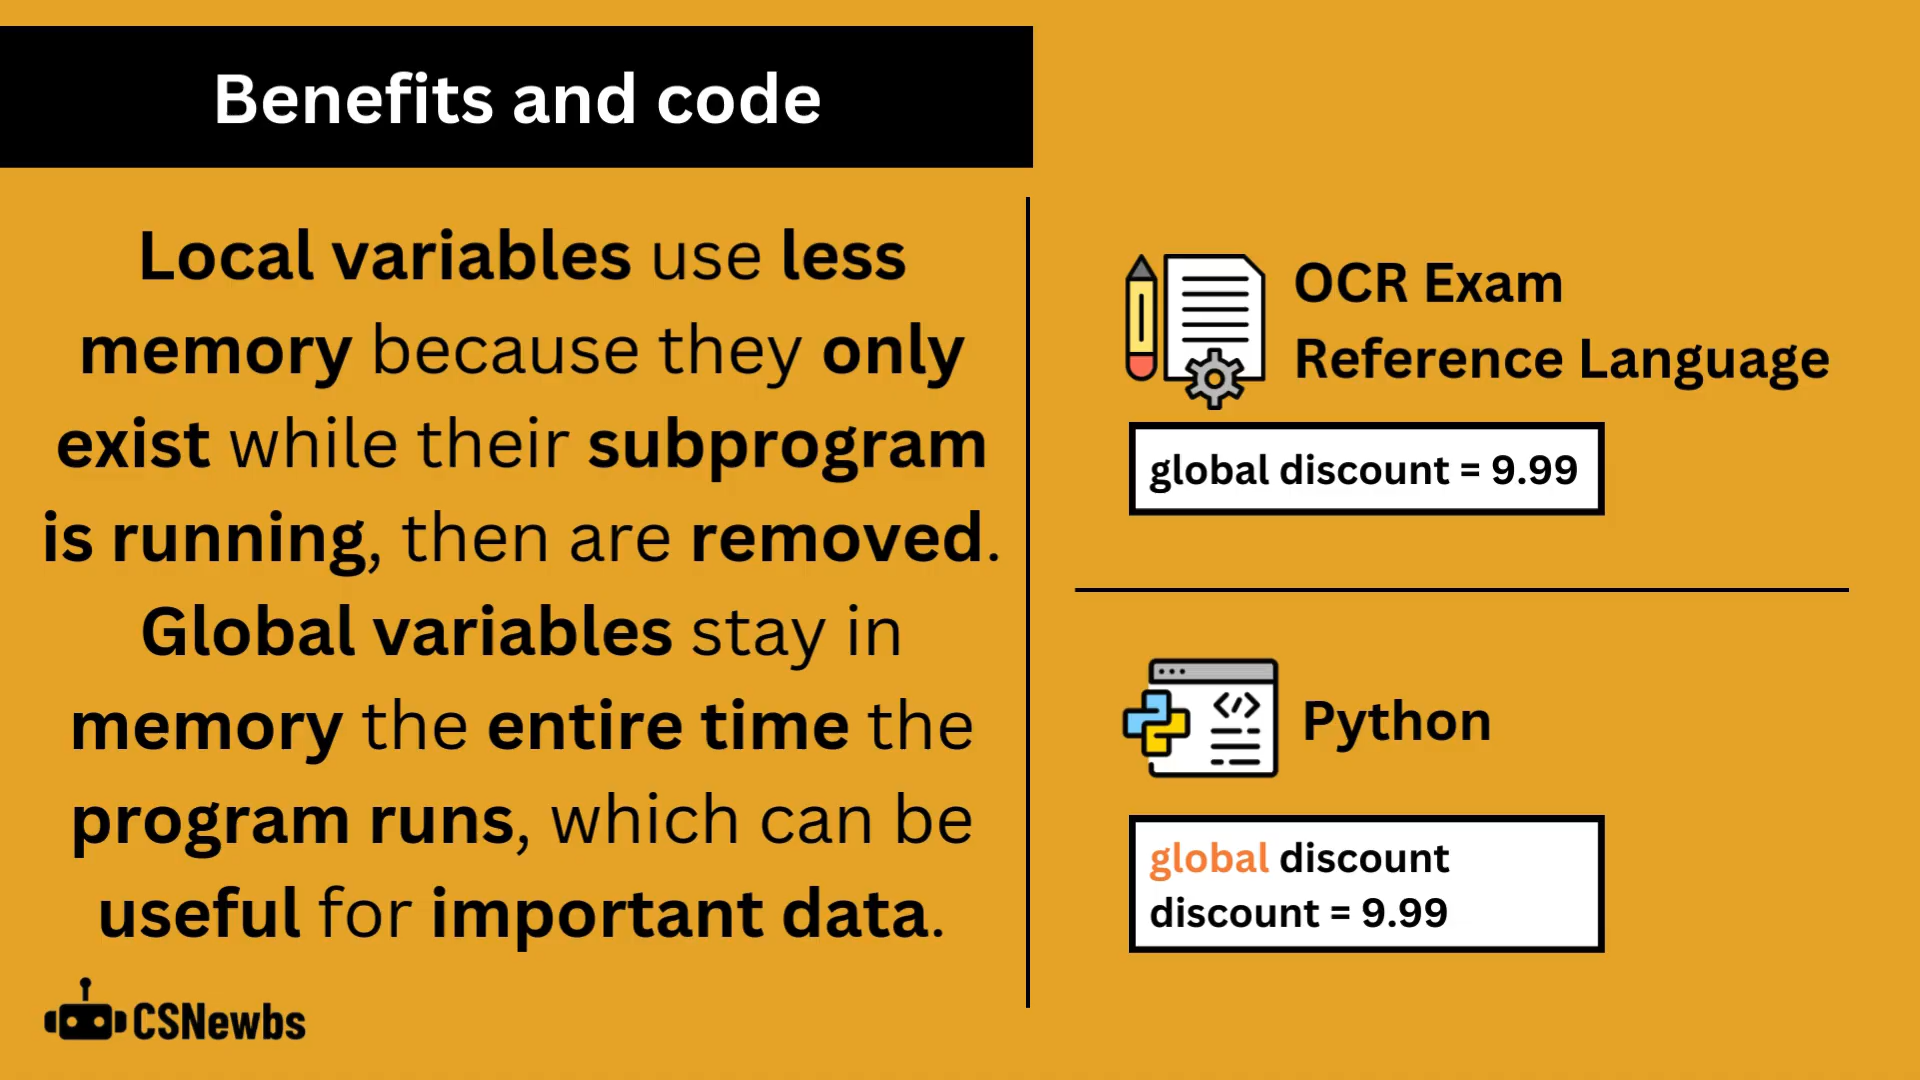 Benefits and code
Local variables use less
memory because they only
exist while their subprogram
is running, then are removed.
Global variables stay in
memory the entire time the
program runs, which can be
useful for important data.
CSNewbs
OCR Exam
Reference Language
global discount = 9.99
Python
global discount
discount = 9.99